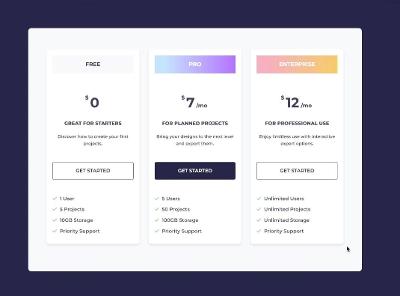 FREE
$0
GREAT FOR STARTERS
Discover how to create your first
projects.
GET STARTED
1 User
5 Projects
10GB Storage
Priority Support
PRO
$7 /mo
FOR PLANNED PROJECTS
Bring your designs to the next level
and export them.
GET STARTED
5 Users
50 Projects
100GB Storage
Priority Support
ENTERPRISE
$12 /mo
FOR PROFESSIONAL USE
Enjoy limitless use with interactive
export options.
GET STARTED
Unlimited Users
Unlimited Projects
Unlimited Storage
Priority Support